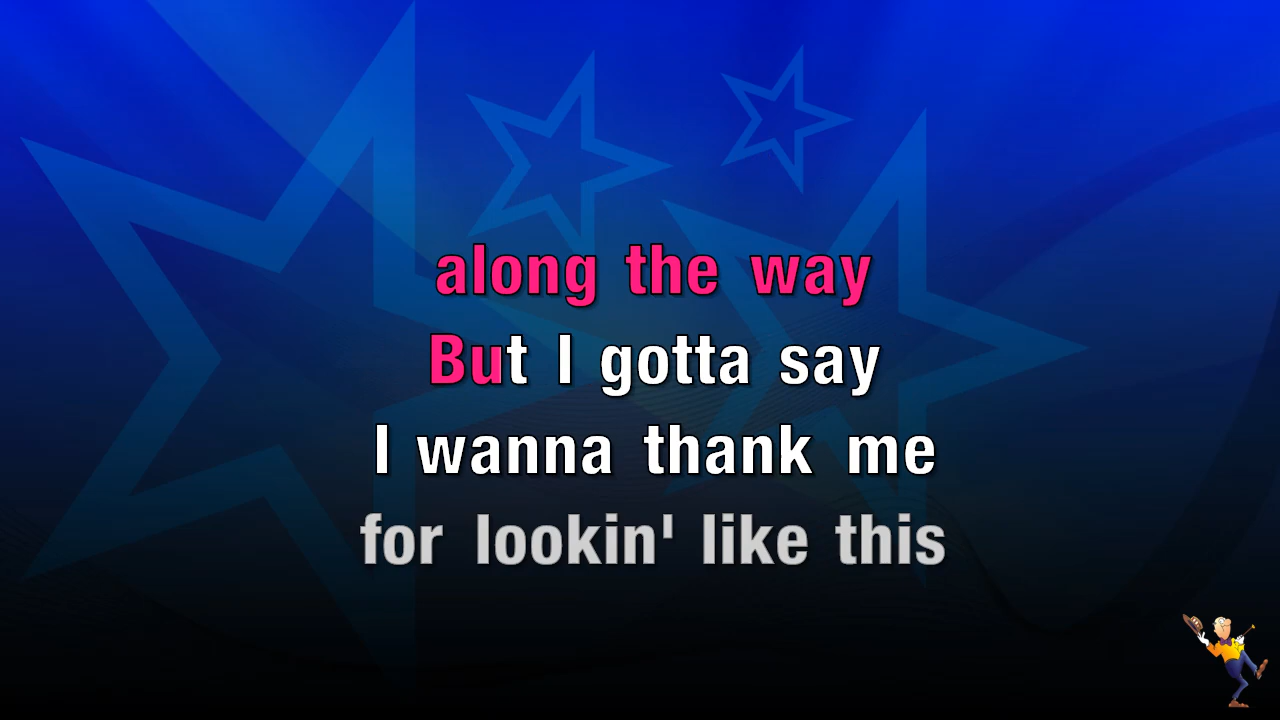 along the way
But I gotta say
I wanna thank me
for lookin' like this